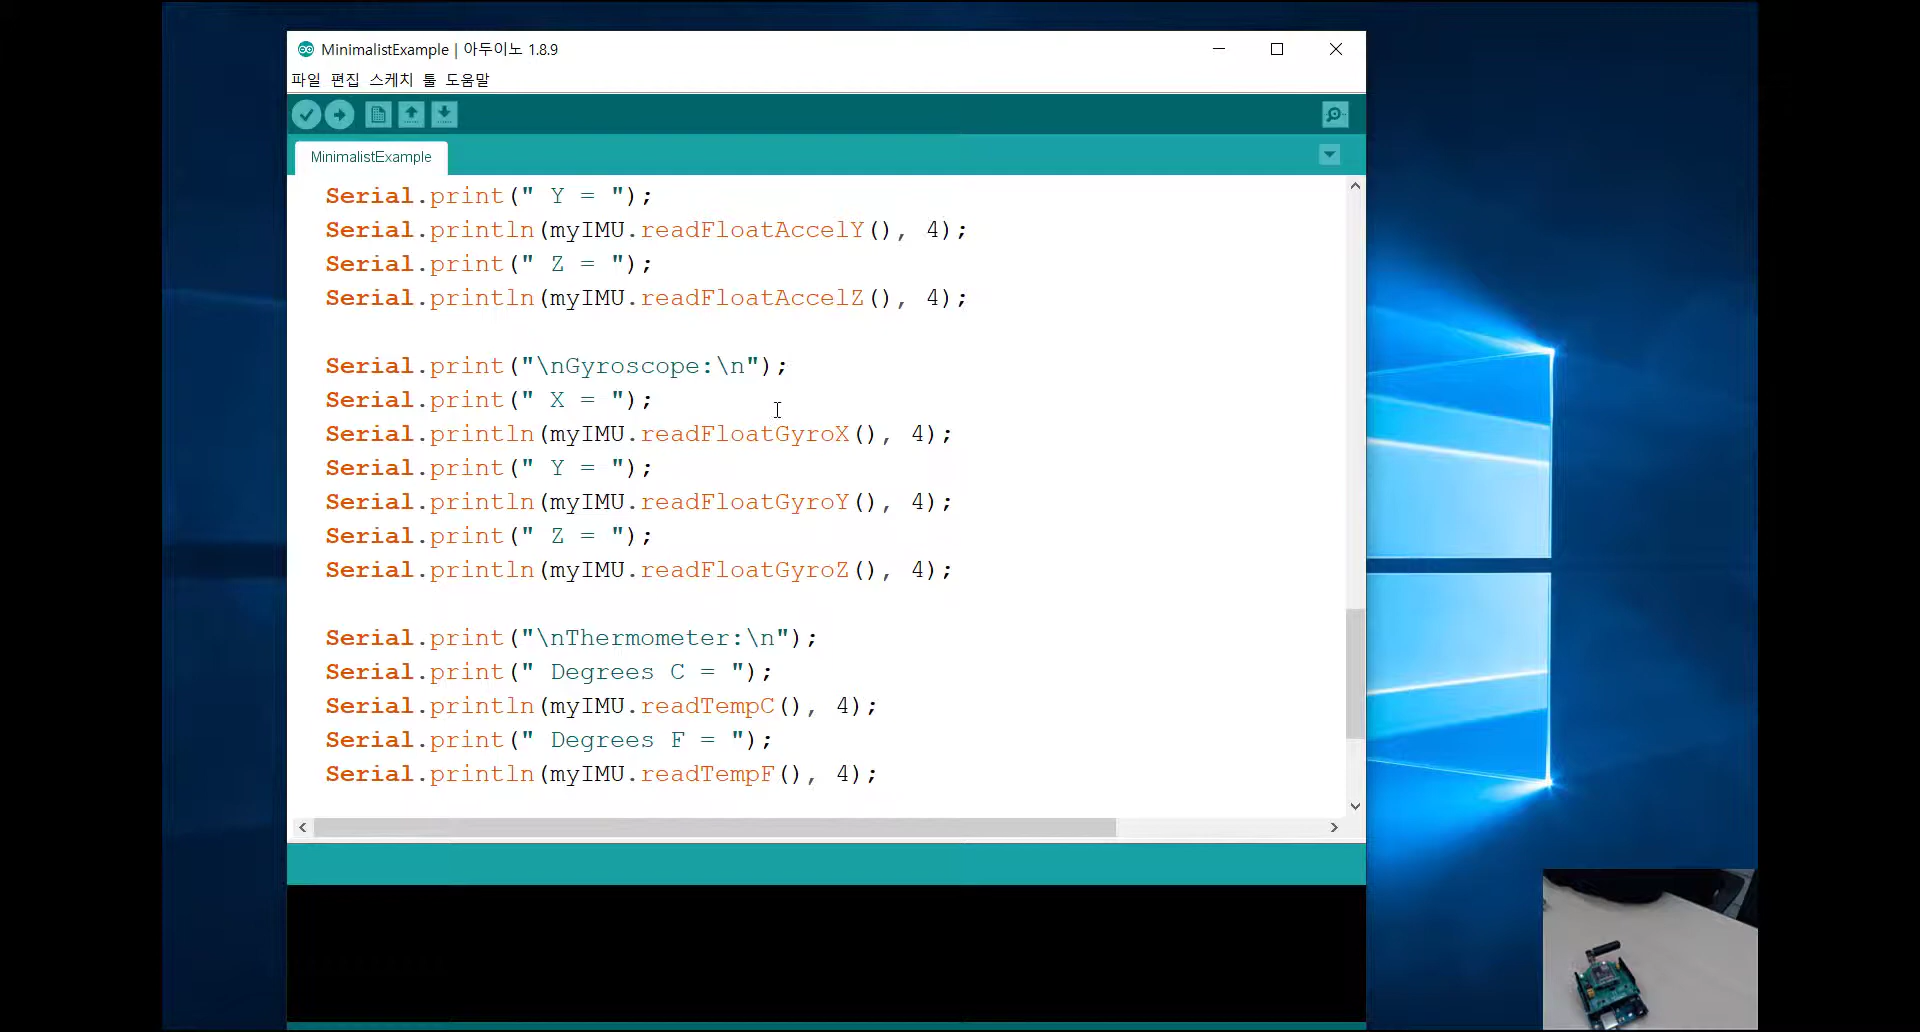 MinimalistExample | 아두이노 1.8.9
파일 편집 스케치 툴 도움말
MinimalistExample
Serial.print(" Y = ");
Serial.println(myIMU.readFloatAccelY(), 4);
Serial.print(" Z = ");
Serial.println(myIMU.readFloatAccelZ(), 4);
Serial.print("\nGyroscope:\n");
Serial.print(" X = ");
Serial.println(myIMU.readFloatGyroX(), 4);
Serial.print(" Y = ");
Serial.println(myIMU.readFloatGyroY(), 4);
Serial.print(" Z = ");
Serial.println(myIMU.readFloatGyroZ(), 4);
Serial.print("\nThermometer:\n");
Serial.print(" Degrees C = ");
Serial.println(myIMU.readTempC(), 4);
Serial.print(" Degrees F = ");
Serial.println(myIMU.readTempF(), 4);